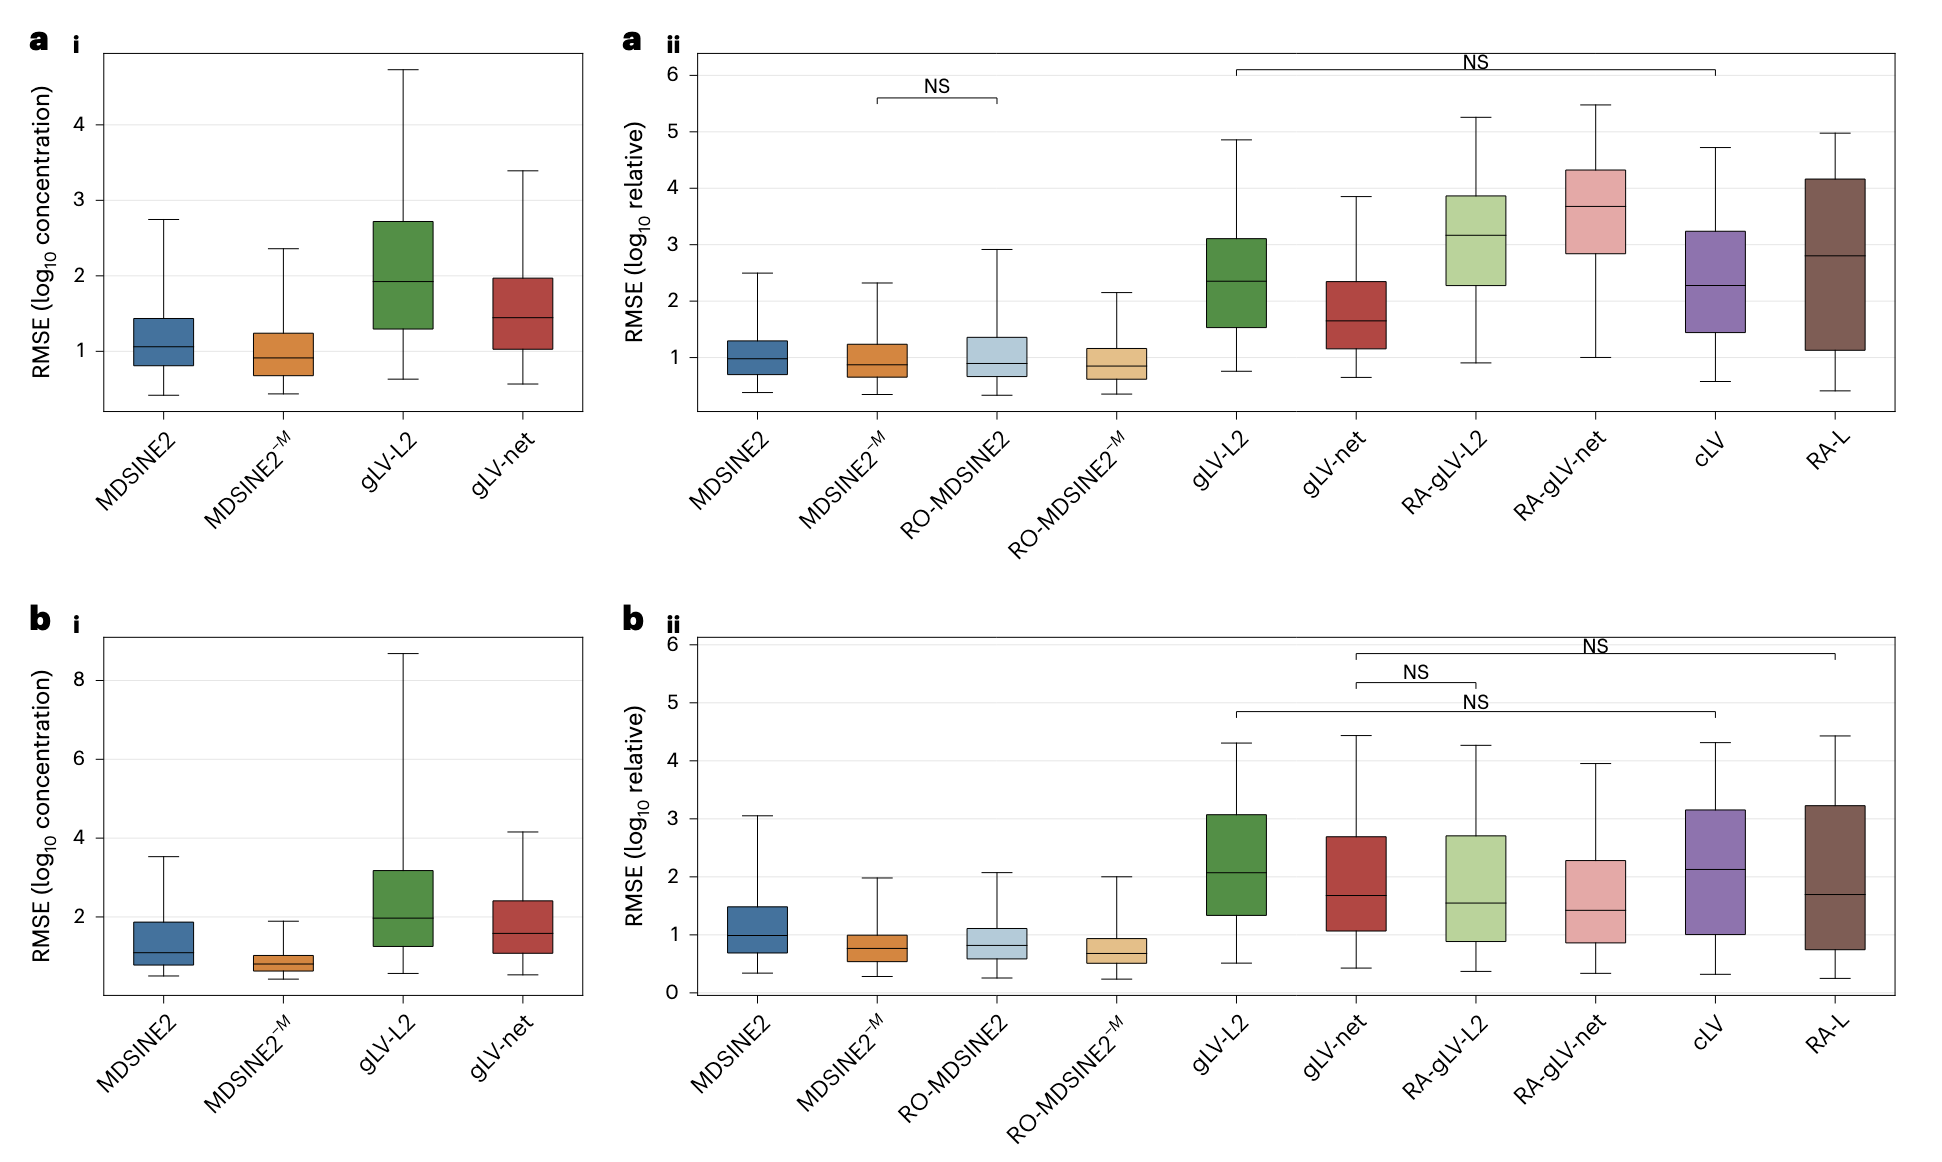 a i
RMSE (log10 concentration)
4
3
2
1
MDSINE2
MDSINE2−M
gLV-L2
gLV-net
a ii
RMSE (log10 relative)
6
5
4
3
2
1
NS
NS
MDSINE2
MDSINE2−M
RO-MDSINE2
RO-MDSINE2−M
gLV-L2
gLV-net
RA-gLV-L2
RA-gLV-net
cLV
RA-L
b i
RMSE (log10 concentration)
8
6
4
2
MDSINE2
MDSINE2−M
gLV-L2
gLV-net
b ii
RMSE (log10 relative)
6
5
4
3
2
1
0
NS
NS
NS
MDSINE2
MDSINE2−M
RO-MDSINE2
RO-MDSINE2−M
gLV-L2
gLV-net
RA-gLV-L2
RA-gLV-net
cLV
RA-L